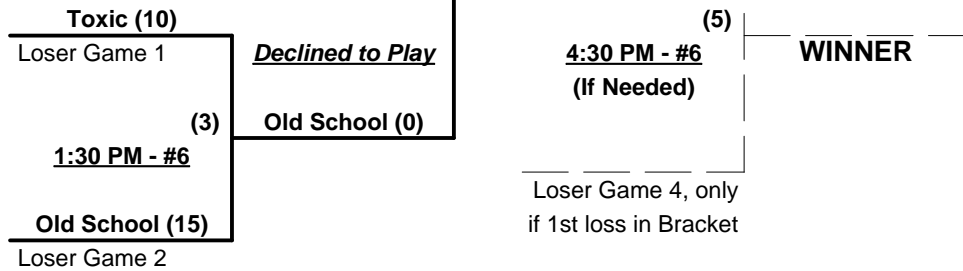 Toxic (10)
Loser Game 1
Declined to Play
(3)
Old School (0)
1:30 PM - #6
Old School (15)
Loser Game 2
(5)
4:30 PM - #6
WINNER
(If Needed)
Loser Game 4, only
if 1st loss in Bracket